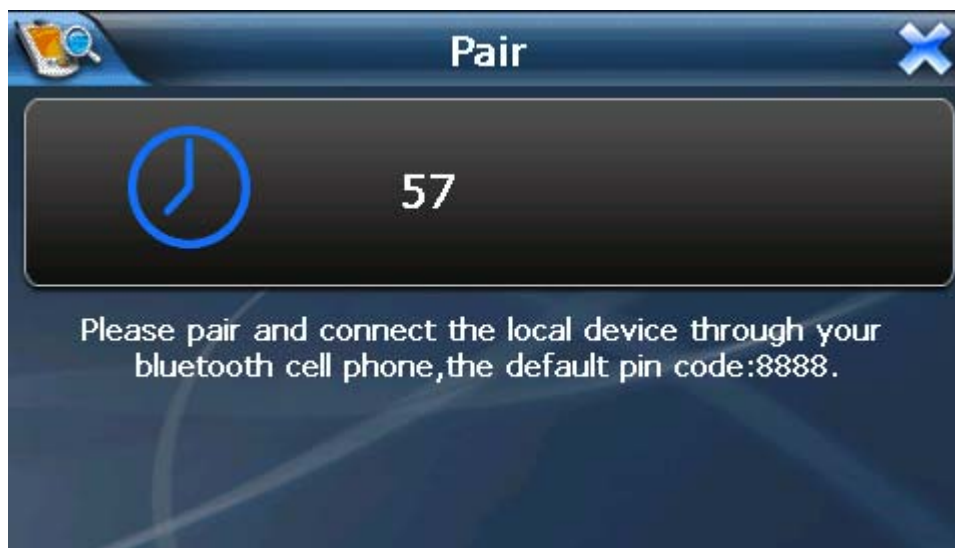 Pair
57
Please pair and connect the local device through your
bluetooth cell phone,the default pin code:8888.